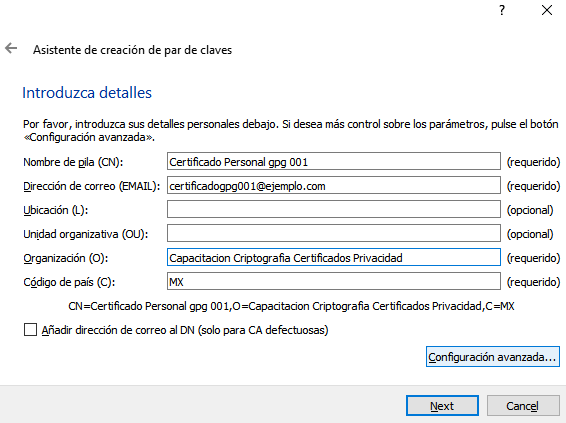 ?
Asistente de creación de par de claves
Introduzca detalles
Por favor, introduzca sus detalles personales debajo. Si desea más control sobre los parámetros, pulse el botón
«Configuración avanzada».
Nombre de pila (CN): Certificado Personal gpg 001 (requerido)
Dirección de correo (EMAIL): certificadogpg001@ejemplo.com (requerido)
Ubicación (L): (opcional)
Unidad organizativa (OU): (opcional)
Organización (O): Capacitacion Criptografia Certificados Privacidad (requerido)
Código de país (C): MX (requerido)
CN=Certificado Personal gpg 001,O=Capacitacion Criptografia Certificados Privacidad,C=MX
Añadir dirección de correo al DN (solo para CA defectuosas)
Configuración avanzada...
Next Cancel